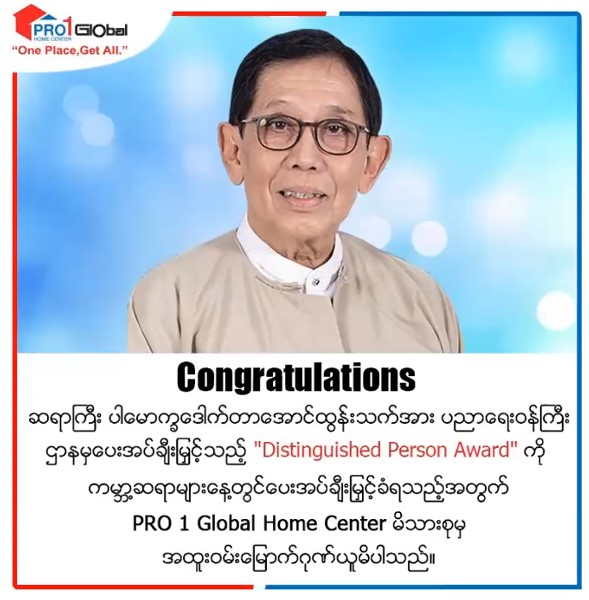 PRO 1 Global
HOME CENTER
"One Place,Get All."
Congratulations
ဆရာကြီး ပါမောက္ခဒေါက်တာအောင်ထွန်းသက်အား ပညာရေးဝန်ကြီး
ဌာနမှပေးအပ်ချီးမြှင့်သည့် "Distinguished Person Award" ကို
ကမ္ဘာ့ဆရာများနေ့တွင်ပေးအပ်ချီးမြှင့်ခံရသည့်အတွက်
PRO 1 Global Home Center မိသားစုမှ
အထူးဝမ်းမြောက်ဂုဏ်ယူမိပါသည်။